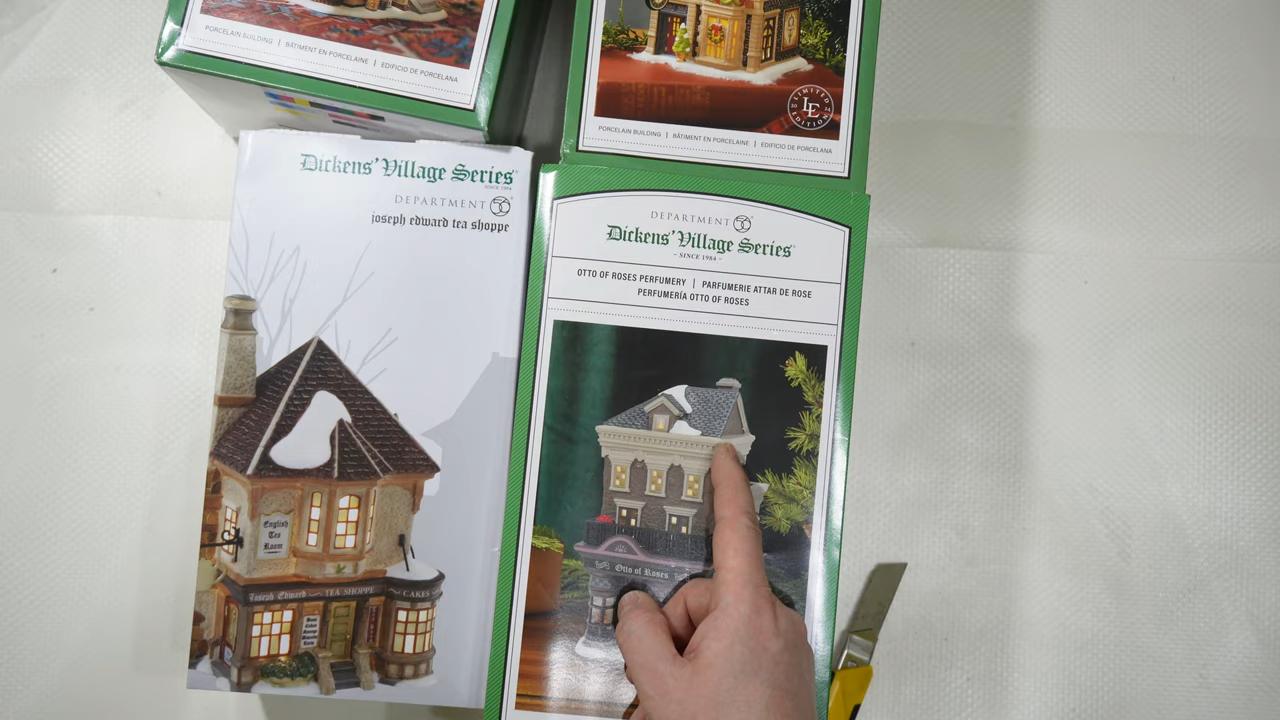 PORCELAIN BUILDING | BÂTIMENT EN PORCELAINE | EDIFICIO DE PORCELANA
LIMITED EDITION
LE
PORCELAIN BUILDING | BÂTIMENT EN PORCELAINE | EDIFICIO DE PORCELANA
Dickens' Village Series®
SINCE 1984
DEPARTMENT 56®
joseph edward tea shoppe
English
Tea
Room
Joseph Edward TEA SHOPPE CAKES
DEPARTMENT 56®
Dickens' Village Series®
- SINCE 1984 -
OTTO OF ROSES PERFUMERY | PARFUMERIE ATTAR DE ROSE
PERFUMERÍA OTTO OF ROSES
Otto of Roses